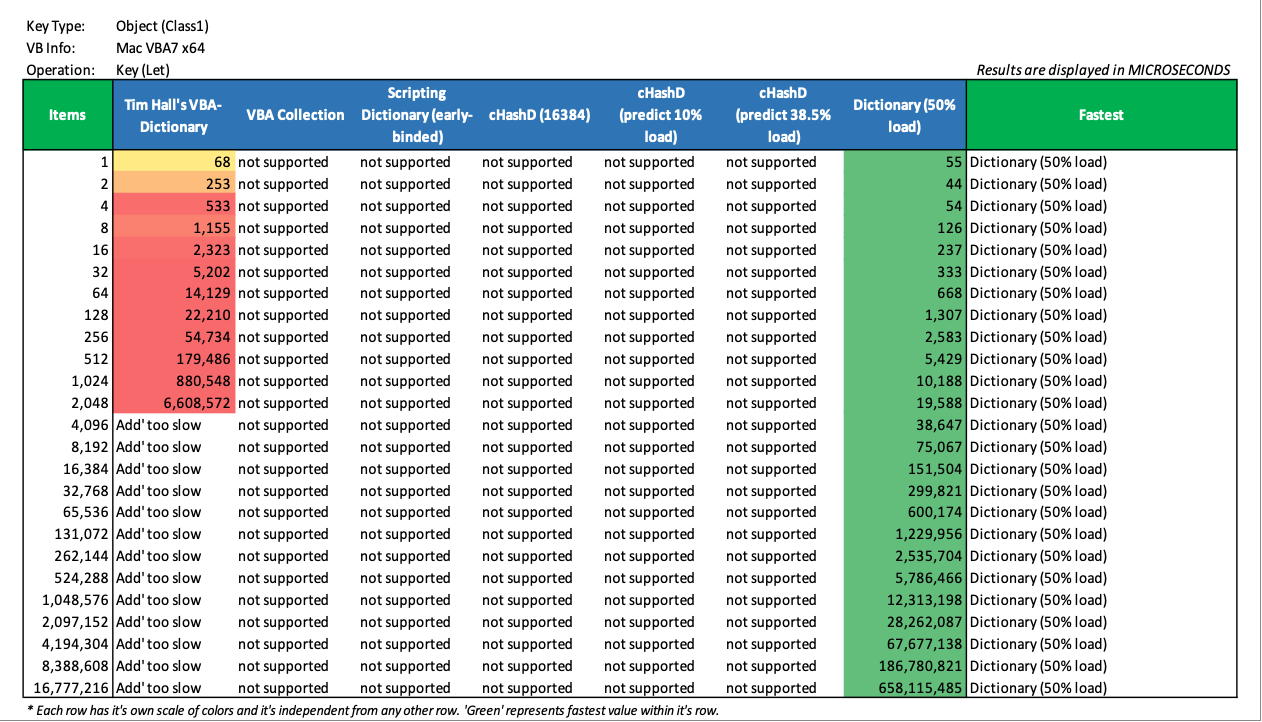 Key Type: Object (Class1)
VB Info: Mac VBA7 x64
Operation: Key (Let) Results are displayed in MICROSECONDS
Items Tim Hall's VBA-Dictionary VBA Collection Scripting Dictionary (early-binded) cHashD (16384) cHashD (predict 10% load) cHashD (predict 38.5% load) Dictionary (50% load) Fastest
1 68 not supported not supported not supported not supported not supported 55 Dictionary (50% load)
2 253 not supported not supported not supported not supported not supported 44 Dictionary (50% load)
4 533 not supported not supported not supported not supported not supported 54 Dictionary (50% load)
8 1,155 not supported not supported not supported not supported not supported 126 Dictionary (50% load)
16 2,323 not supported not supported not supported not supported not supported 237 Dictionary (50% load)
32 5,202 not supported not supported not supported not supported not supported 333 Dictionary (50% load)
64 14,129 not supported not supported not supported not supported not supported 668 Dictionary (50% load)
128 22,210 not supported not supported not supported not supported not supported 1,307 Dictionary (50% load)
256 54,734 not supported not supported not supported not supported not supported 2,583 Dictionary (50% load)
512 179,486 not supported not supported not supported not supported not supported 5,429 Dictionary (50% load)
1,024 880,548 not supported not supported not supported not supported not supported 10,188 Dictionary (50% load)
2,048 6,608,572 not supported not supported not supported not supported not supported 19,588 Dictionary (50% load)
4,096 Add' too slow not supported not supported not supported not supported not supported 38,647 Dictionary (50% load)
8,192 Add' too slow not supported not supported not supported not supported not supported 75,067 Dictionary (50% load)
16,384 Add' too slow not supported not supported not supported not supported not supported 151,504 Dictionary (50% load)
32,768 Add' too slow not supported not supported not supported not supported not supported 299,821 Dictionary (50% load)
65,536 Add' too slow not supported not supported not supported not supported not supported 600,174 Dictionary (50% load)
131,072 Add' too slow not supported not supported not supported not supported not supported 1,229,956 Dictionary (50% load)
262,144 Add' too slow not supported not supported not supported not supported not supported 2,535,704 Dictionary (50% load)
524,288 Add' too slow not supported not supported not supported not supported not supported 5,786,466 Dictionary (50% load)
1,048,576 Add' too slow not supported not supported not supported not supported not supported 12,313,198 Dictionary (50% load)
2,097,152 Add' too slow not supported not supported not supported not supported not supported 28,262,087 Dictionary (50% load)
4,194,304 Add' too slow not supported not supported not supported not supported not supported 67,677,138 Dictionary (50% load)
8,388,608 Add' too slow not supported not supported not supported not supported not supported 186,780,821 Dictionary (50% load)
16,777,216 Add' too slow not supported not supported not supported not supported not supported 658,115,485 Dictionary (50% load)
* Each row has it's own scale of colors and it's independent from any other row. 'Green' represents fastest value within it's row.